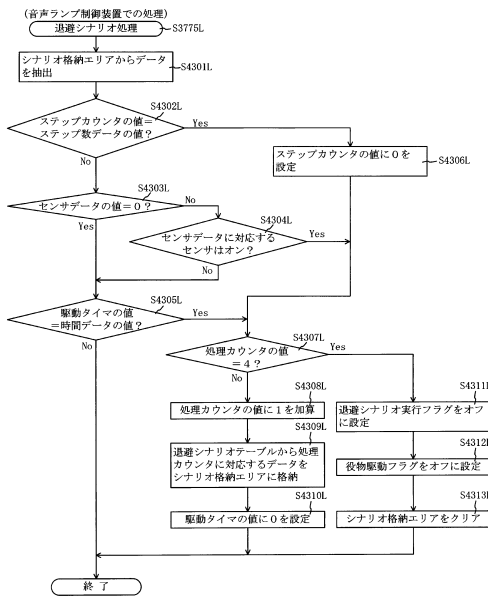 (音声ランプ制御装置での処理)
退避シナリオ処理
S3775L
シナリオ格納エリアからデータ
を抽出
S4301L
S4302L
ステップカウンタの値＝
ステップ数データの値？
Yes
No
ステップカウンタの値に０を
設定
S4306L
S4303L
センサデータの値＝０？
No
Yes
S4304L
センサデータに対応する
センサはオン？
Yes
No
S4305L
駆動タイマの値
＝時間データの値？
Yes
No
S4307L
処理カウンタの値
＝４？
Yes
No
S4308L
処理カウンタの値に１を加算
S4309L
退避シナリオテーブルから処理
カウンタに対応するデータを
シナリオ格納エリアに格納
S4310L
駆動タイマの値に０を設定
S4311L
退避シナリオ実行フラグをオフ
に設定
S4312L
役物駆動フラグをオフに設定
S4313L
シナリオ格納エリアをクリア
終 了